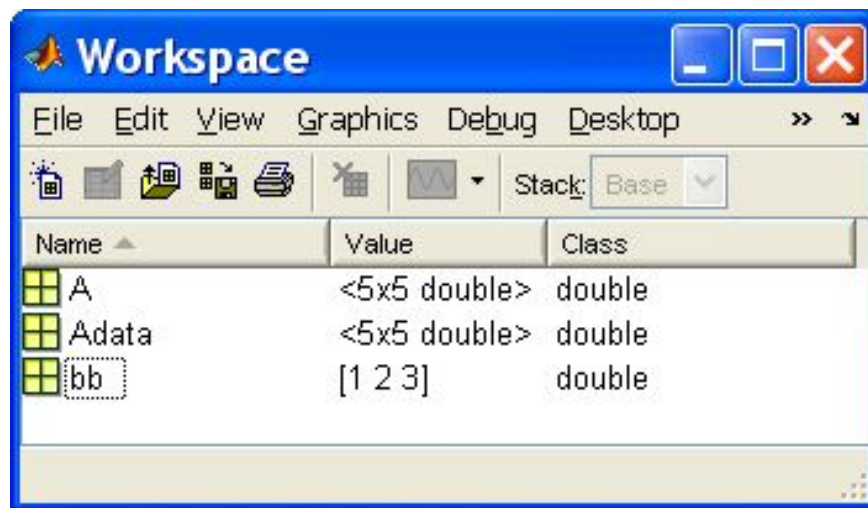 Workspace
File Edit View Graphics Debug Desktop »
Stack: Base
Name Value Class
A <5x5 double> double
Adata <5x5 double> double
bb [1 2 3] double